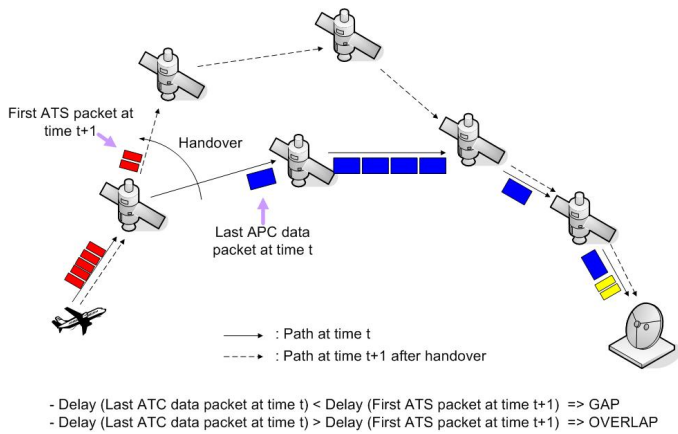 First ATS packet at
time t+1
Handover
Last APC data
packet at time t
: Path at time t
: Path at time t+1 after handover
- Delay (Last ATC data packet at time t) < Delay (First ATS packet at time t+1) => GAP
- Delay (Last ATC data packet at time t) > Delay (First ATS packet at time t+1) => OVERLAP